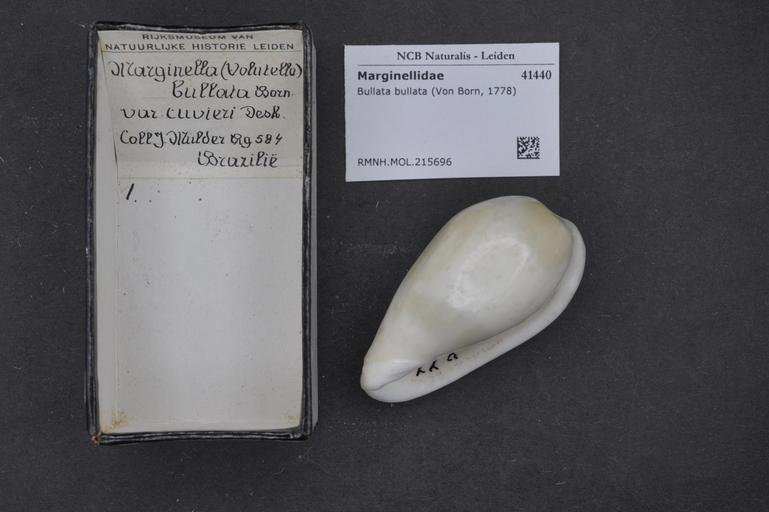 RIJKSMUSEUM VAN
NATUURLIJKE HISTORIE LEIDEN
Marginella (Volutella)
bullata Born
var. cuvieri Desh.
Coll J. Mulder Rg 584
Brazilië
1.
NCB Naturalis - Leiden
Marginellidae 41440
Bullata bullata (Von Born, 1778)
RMNH.MOL.215696